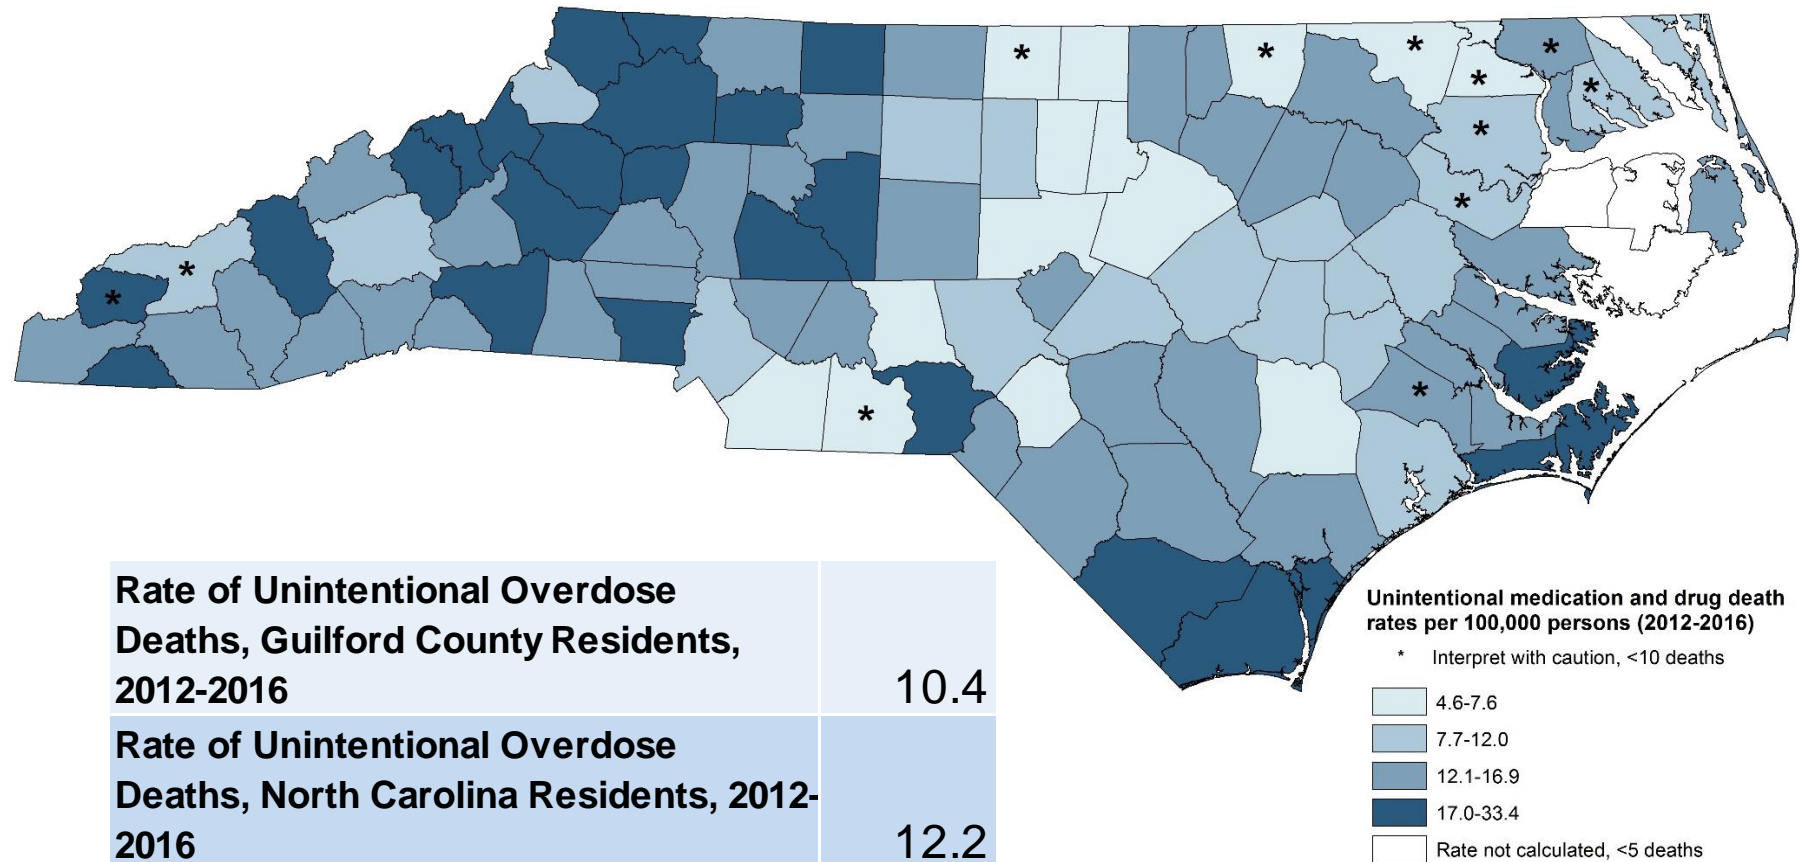 *
*
*
*
*
*
*
*
*
*
*
*
*
*
Rate of Unintentional Overdose
Deaths, Guilford County Residents,
2012-2016
10.4
Rate of Unintentional Overdose
Deaths, North Carolina Residents, 2012-
2016
12.2
Unintentional medication and drug death
rates per 100,000 persons (2012-2016)
* Interpret with caution, <10 deaths
4.6-7.6
7.7-12.0
12.1-16.9
17.0-33.4
Rate not calculated, <5 deaths